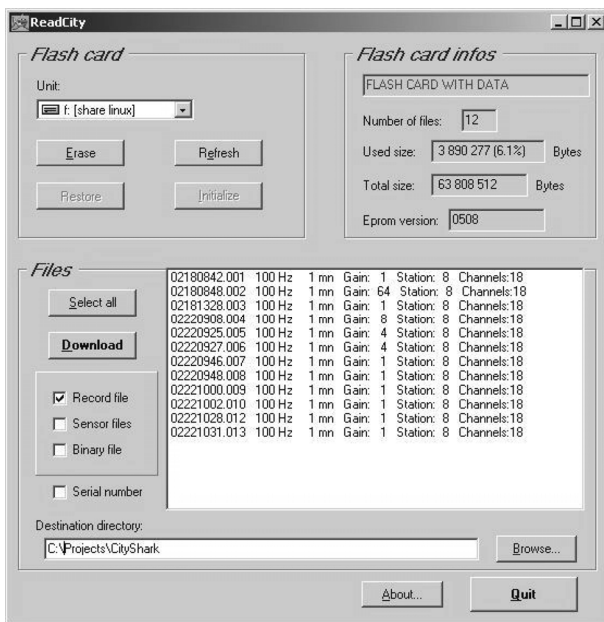 ReadCity
Flash card
Unit:
f: [share linux]
Erase
Refresh
Restore
Initialize
Flash card infos
FLASH CARD WITH DATA
Number of files: 12
Used size: 3 890 277 (6.1%) Bytes
Total size: 63 808 512 Bytes
Eprom version: 0508
Files
Select all
Download
Record file
Sensor files
Binary file
Serial number
02180842.001 100 Hz 1 mn Gain: 1 Station: 8 Channels:18
02180848.002 100 Hz 1 mn Gain: 64 Station: 8 Channels:18
02181328.003 100 Hz 1 mn Gain: 1 Station: 8 Channels:18
02220908.004 100 Hz 1 mn Gain: 8 Station: 8 Channels:18
02220925.005 100 Hz 1 mn Gain: 4 Station: 8 Channels:18
02220927.006 100 Hz 1 mn Gain: 4 Station: 8 Channels:18
02220946.007 100 Hz 1 mn Gain: 1 Station: 8 Channels:18
02220948.008 100 Hz 1 mn Gain: 1 Station: 8 Channels:18
02221000.009 100 Hz 1 mn Gain: 1 Station: 8 Channels:18
02221002.010 100 Hz 1 mn Gain: 1 Station: 8 Channels:18
02221028.012 100 Hz 1 mn Gain: 1 Station: 8 Channels:18
02221031.013 100 Hz 1 mn Gain: 1 Station: 8 Channels:18
Destination directory:
C:\Projects\CityShark
Browse...
About...
Quit